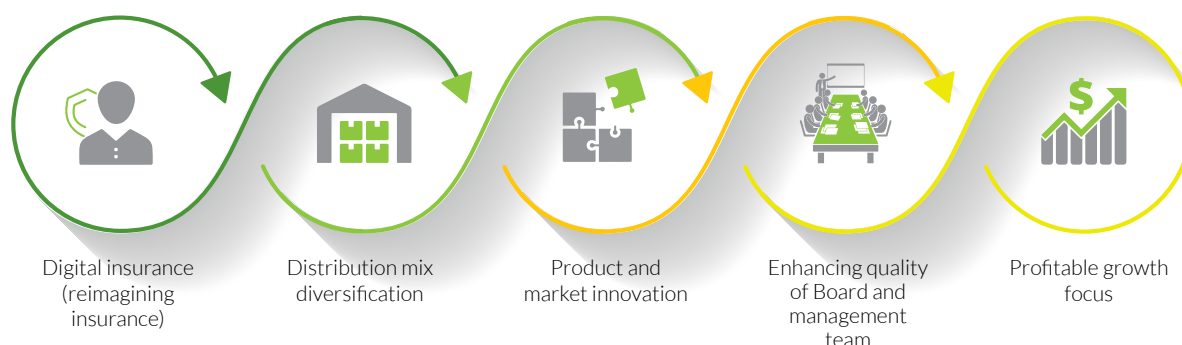 Digital insurance
(reimagining
insurance)
Distribution mix
diversification
Product and
market innovation
Enhancing quality
of Board and
management
team
Profitable growth
focus
$